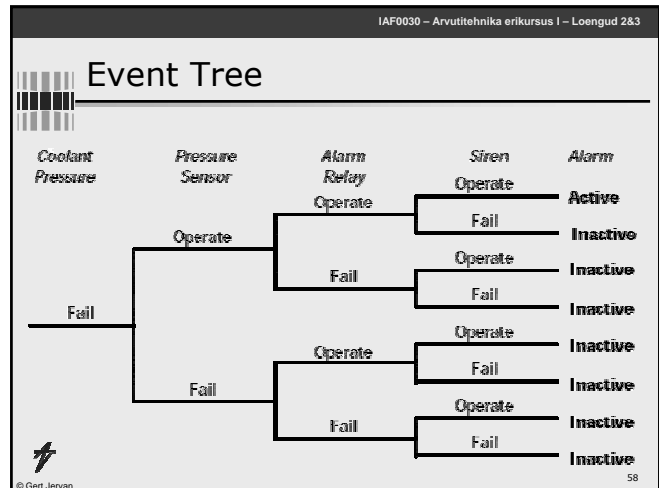 IAF0030 – Arvutitehnika erikursus I – Loengud 2&3
Event Tree
Coolant Pressure Alarm Siren Alarm
Pressure Sensor Relay
Operate
Operate Active
Fail
Operate Inactive
Operate
Fail Inactive
Fail
Fail Inactive
Operate
Operate Inactive
Fail
Fail Inactive
Operate
Fail Inactive
Fail
Inactive
58
© Gert Jervan